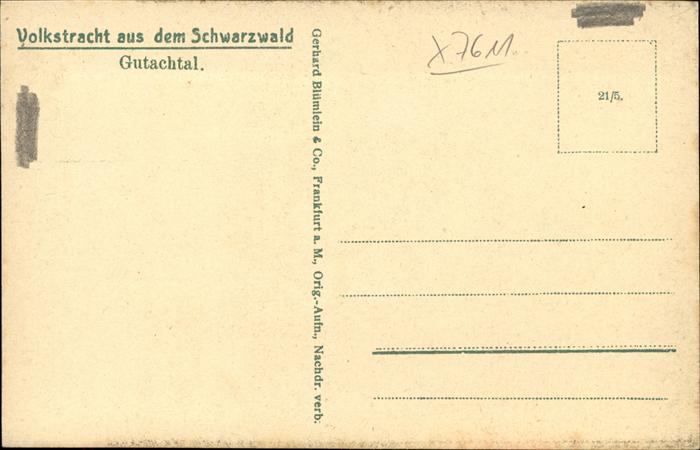 Volkstracht aus dem Schwarzwald
Gutachtal.
Gerhard Blümlein & Co., Frankfurt a. M., Orig.-Aufn., Nachdr. verb.
X76M
21/5.